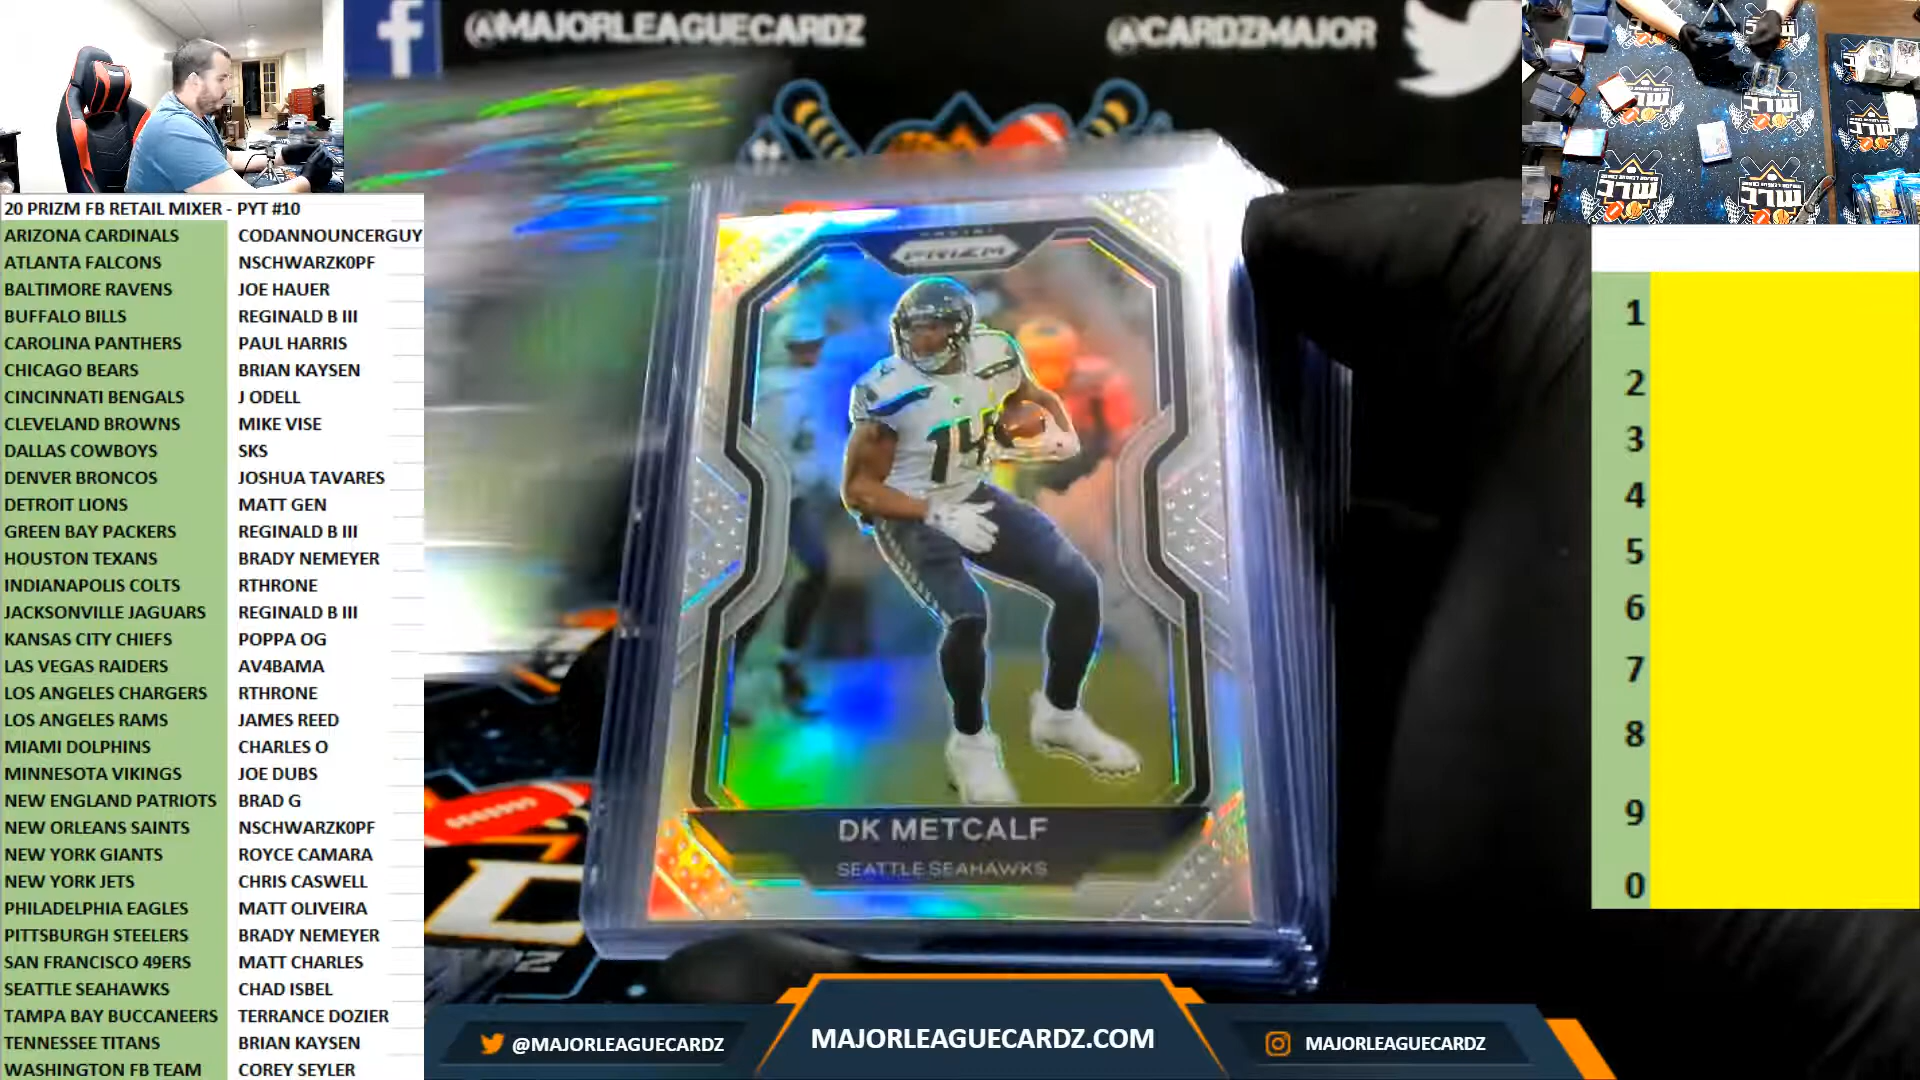 @MAJORLEAGUECARDZ
@CARDZMAJOR
20 PRIZM FB RETAIL MIXER - PYT #10
ARIZONA CARDINALS CODANNOUNCERGUY
ATLANTA FALCONS NSCHWARZK0PF
BALTIMORE RAVENS JOE HAUER
BUFFALO BILLS REGINALD B III
CAROLINA PANTHERS PAUL HARRIS
CHICAGO BEARS BRIAN KAYSEN
CINCINNATI BENGALS J ODELL
CLEVELAND BROWNS MIKE VISE
DALLAS COWBOYS SKS
DENVER BRONCOS JOSHUA TAVARES
DETROIT LIONS MATT GEN
GREEN BAY PACKERS REGINALD B III
HOUSTON TEXANS BRADY NEMEYER
INDIANAPOLIS COLTS RTHRONE
JACKSONVILLE JAGUARS REGINALD B III
KANSAS CITY CHIEFS POPPA OG
LAS VEGAS RAIDERS AV4BAMA
LOS ANGELES CHARGERS RTHRONE
LOS ANGELES RAMS JAMES REED
MIAMI DOLPHINS CHARLES O
MINNESOTA VIKINGS JOE DUBS
NEW ENGLAND PATRIOTS BRAD G
NEW ORLEANS SAINTS NSCHWARZK0PF
NEW YORK GIANTS ROYCE CAMARA
NEW YORK JETS CHRIS CASWELL
PHILADELPHIA EAGLES MATT OLIVEIRA
PITTSBURGH STEELERS BRADY NEMEYER
SAN FRANCISCO 49ERS MATT CHARLES
SEATTLE SEAHAWKS CHAD ISBEL
TAMPA BAY BUCCANEERS TERRANCE DOZIER
TENNESSEE TITANS BRIAN KAYSEN
WASHINGTON FB TEAM COREY SEYLER
PANINI
PRIZM
14
DK METCALF
SEATTLE SEAHAWKS
1
2
3
4
5
6
7
8
9
0
@MAJORLEAGUECARDZ
MAJORLEAGUECARDZ.COM
MAJORLEAGUECARDZ